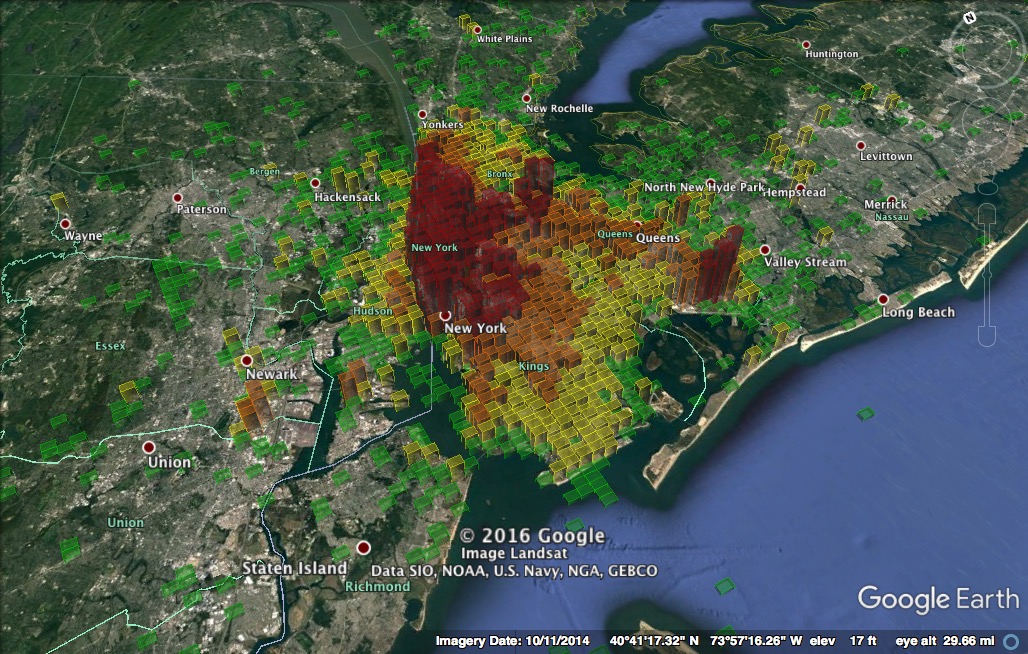 N
White Plains
Huntington
New Rochelle
Yonkers
Levittown
Bergen
Bronx
Hackensack
North New Hyde Park
Hempstead
Paterson
Merrick
Nassau
Wayne
New York
Queens
Queens
Valley Stream
Hudson
New York
Long Beach
Essex
Kings
Newark
Union
Union
© 2016 Google
Image Landsat
Staten Island
Data SIO, NOAA, U.S. Navy, NGA, GEBCO
Richmond
Google Earth
Imagery Date: 10/11/2014 40°41'17.32" N 73°57'16.26" W elev 17 ft eye alt 29.66 mi